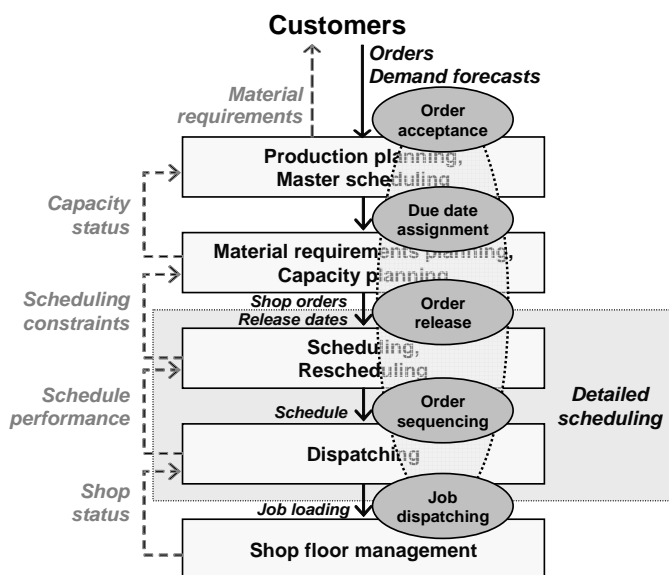 Customers
Orders
Demand forecasts
Material
requirements
Order
acceptance
Production planning,
Master scheduling
Capacity
status
Due date
assignment
Material requirements planning,
Capacity planning
Scheduling
constraints
Shop orders
Release dates
Order
release
Scheduling,
Rescheduling
Schedule
performance
Schedule
Order
sequencing
Detailed
scheduling
Dispatching
Shop
status
Job loading
Job
dispatching
Shop floor management